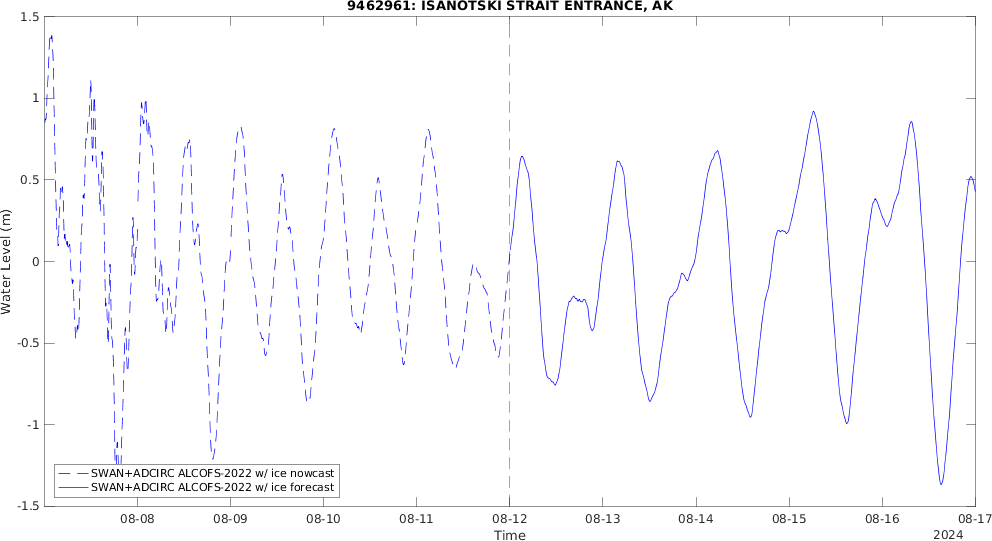 9462961: ISANOTSKI STRAIT ENTRANCE, AK
1.5
1
0.5
0
-0.5
-1
-1.5
Water Level (m)
SWAN+ADCIRC ALCOFS-2022 w/ ice nowcast
SWAN+ADCIRC ALCOFS-2022 w/ ice forecast
08-08 08-09 08-10 08-11 08-12 08-13 08-14 08-15 08-16 08-17
Time
2024